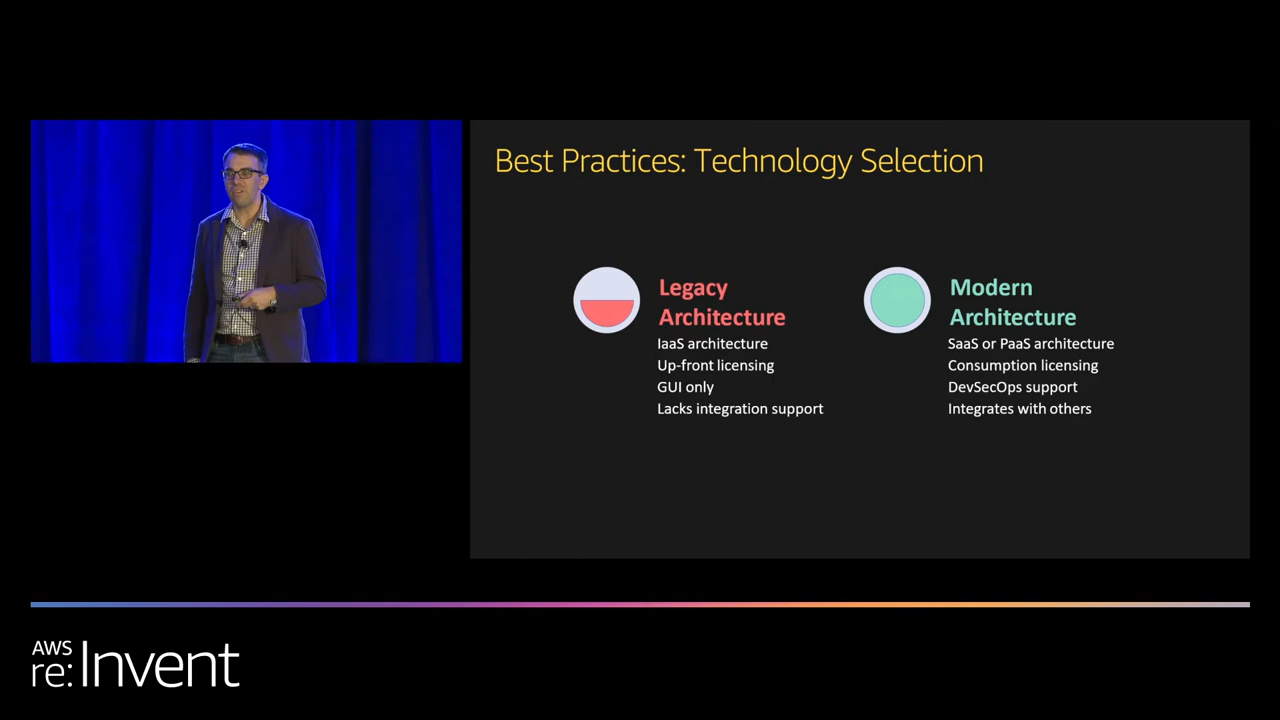 Best Practices: Technology Selection
Legacy
Architecture
IaaS architecture
Up-front licensing
GUI only
Lacks integration support
Modern
Architecture
SaaS or PaaS architecture
Consumption licensing
DevSecOps support
Integrates with others
AWS
re:Invent